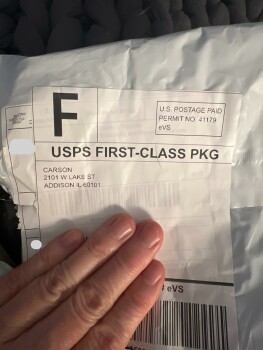 F
U.S. POSTAGE PAID
PERMIT NO. 41179
eVS
USPS FIRST-CLASS PKG
CARSON
2101 W LAKE ST
ADDISON IL 60101
eVS